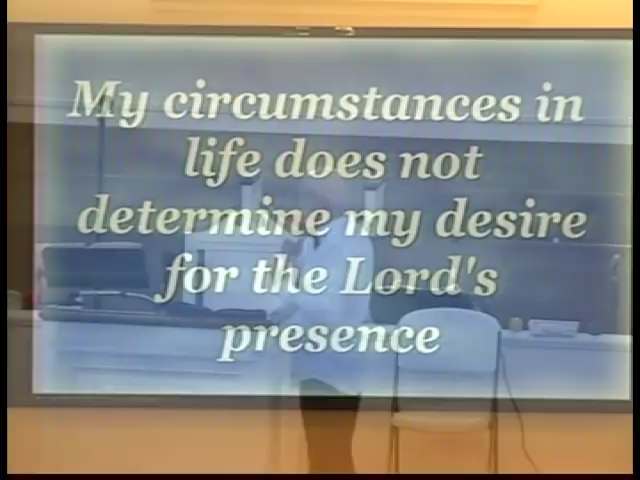 My circumstances in
life does not
determine my desire
for the Lord's
presence